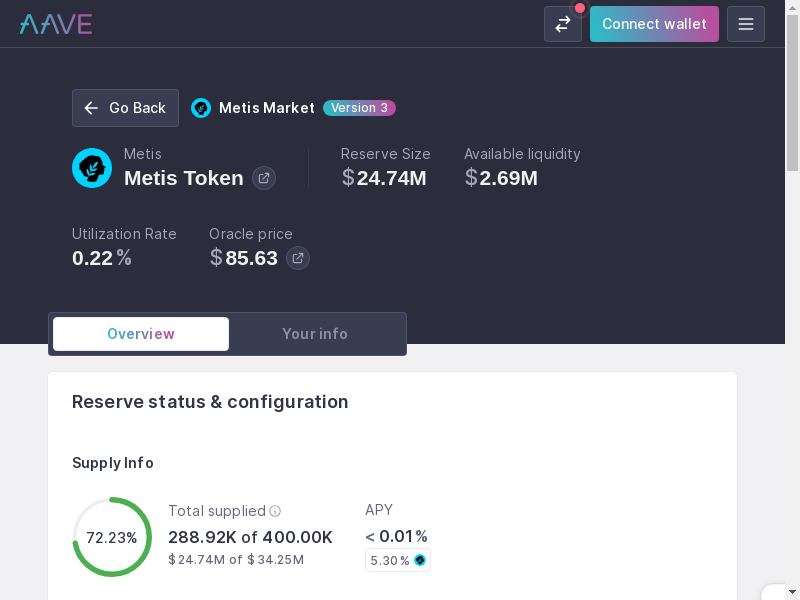 AAVE
Connect wallet
Go Back
Metis Market
Version 3
Metis
Metis Token
Reserve Size
$24.74M
Available liquidity
$2.69M
Utilization Rate
0.22%
Oracle price
$85.63
Overview
Your info
Reserve status & configuration
Supply Info
72.23%
Total supplied
288.92K of 400.00K
$24.74M of $34.25M
APY
<0.01%
5.30%